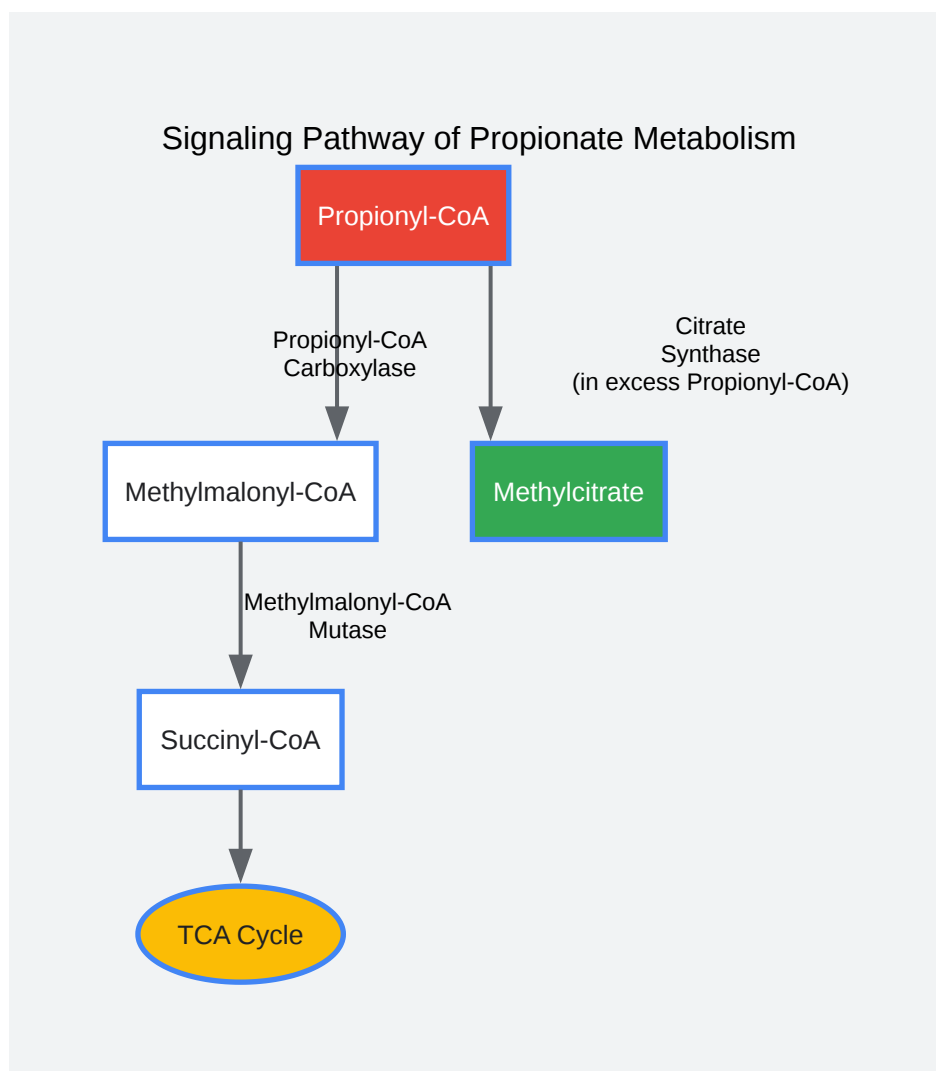 Signaling Pathway of Propionate Metabolism
Propionyl-CoA
Propionyl-CoA
Carboxylase
Citrate
Synthase
(in excess Propionyl-CoA)
Methylmalonyl-CoA
Methylcitrate
Methylmalonyl-CoA
Mutase
Succinyl-CoA
TCA Cycle